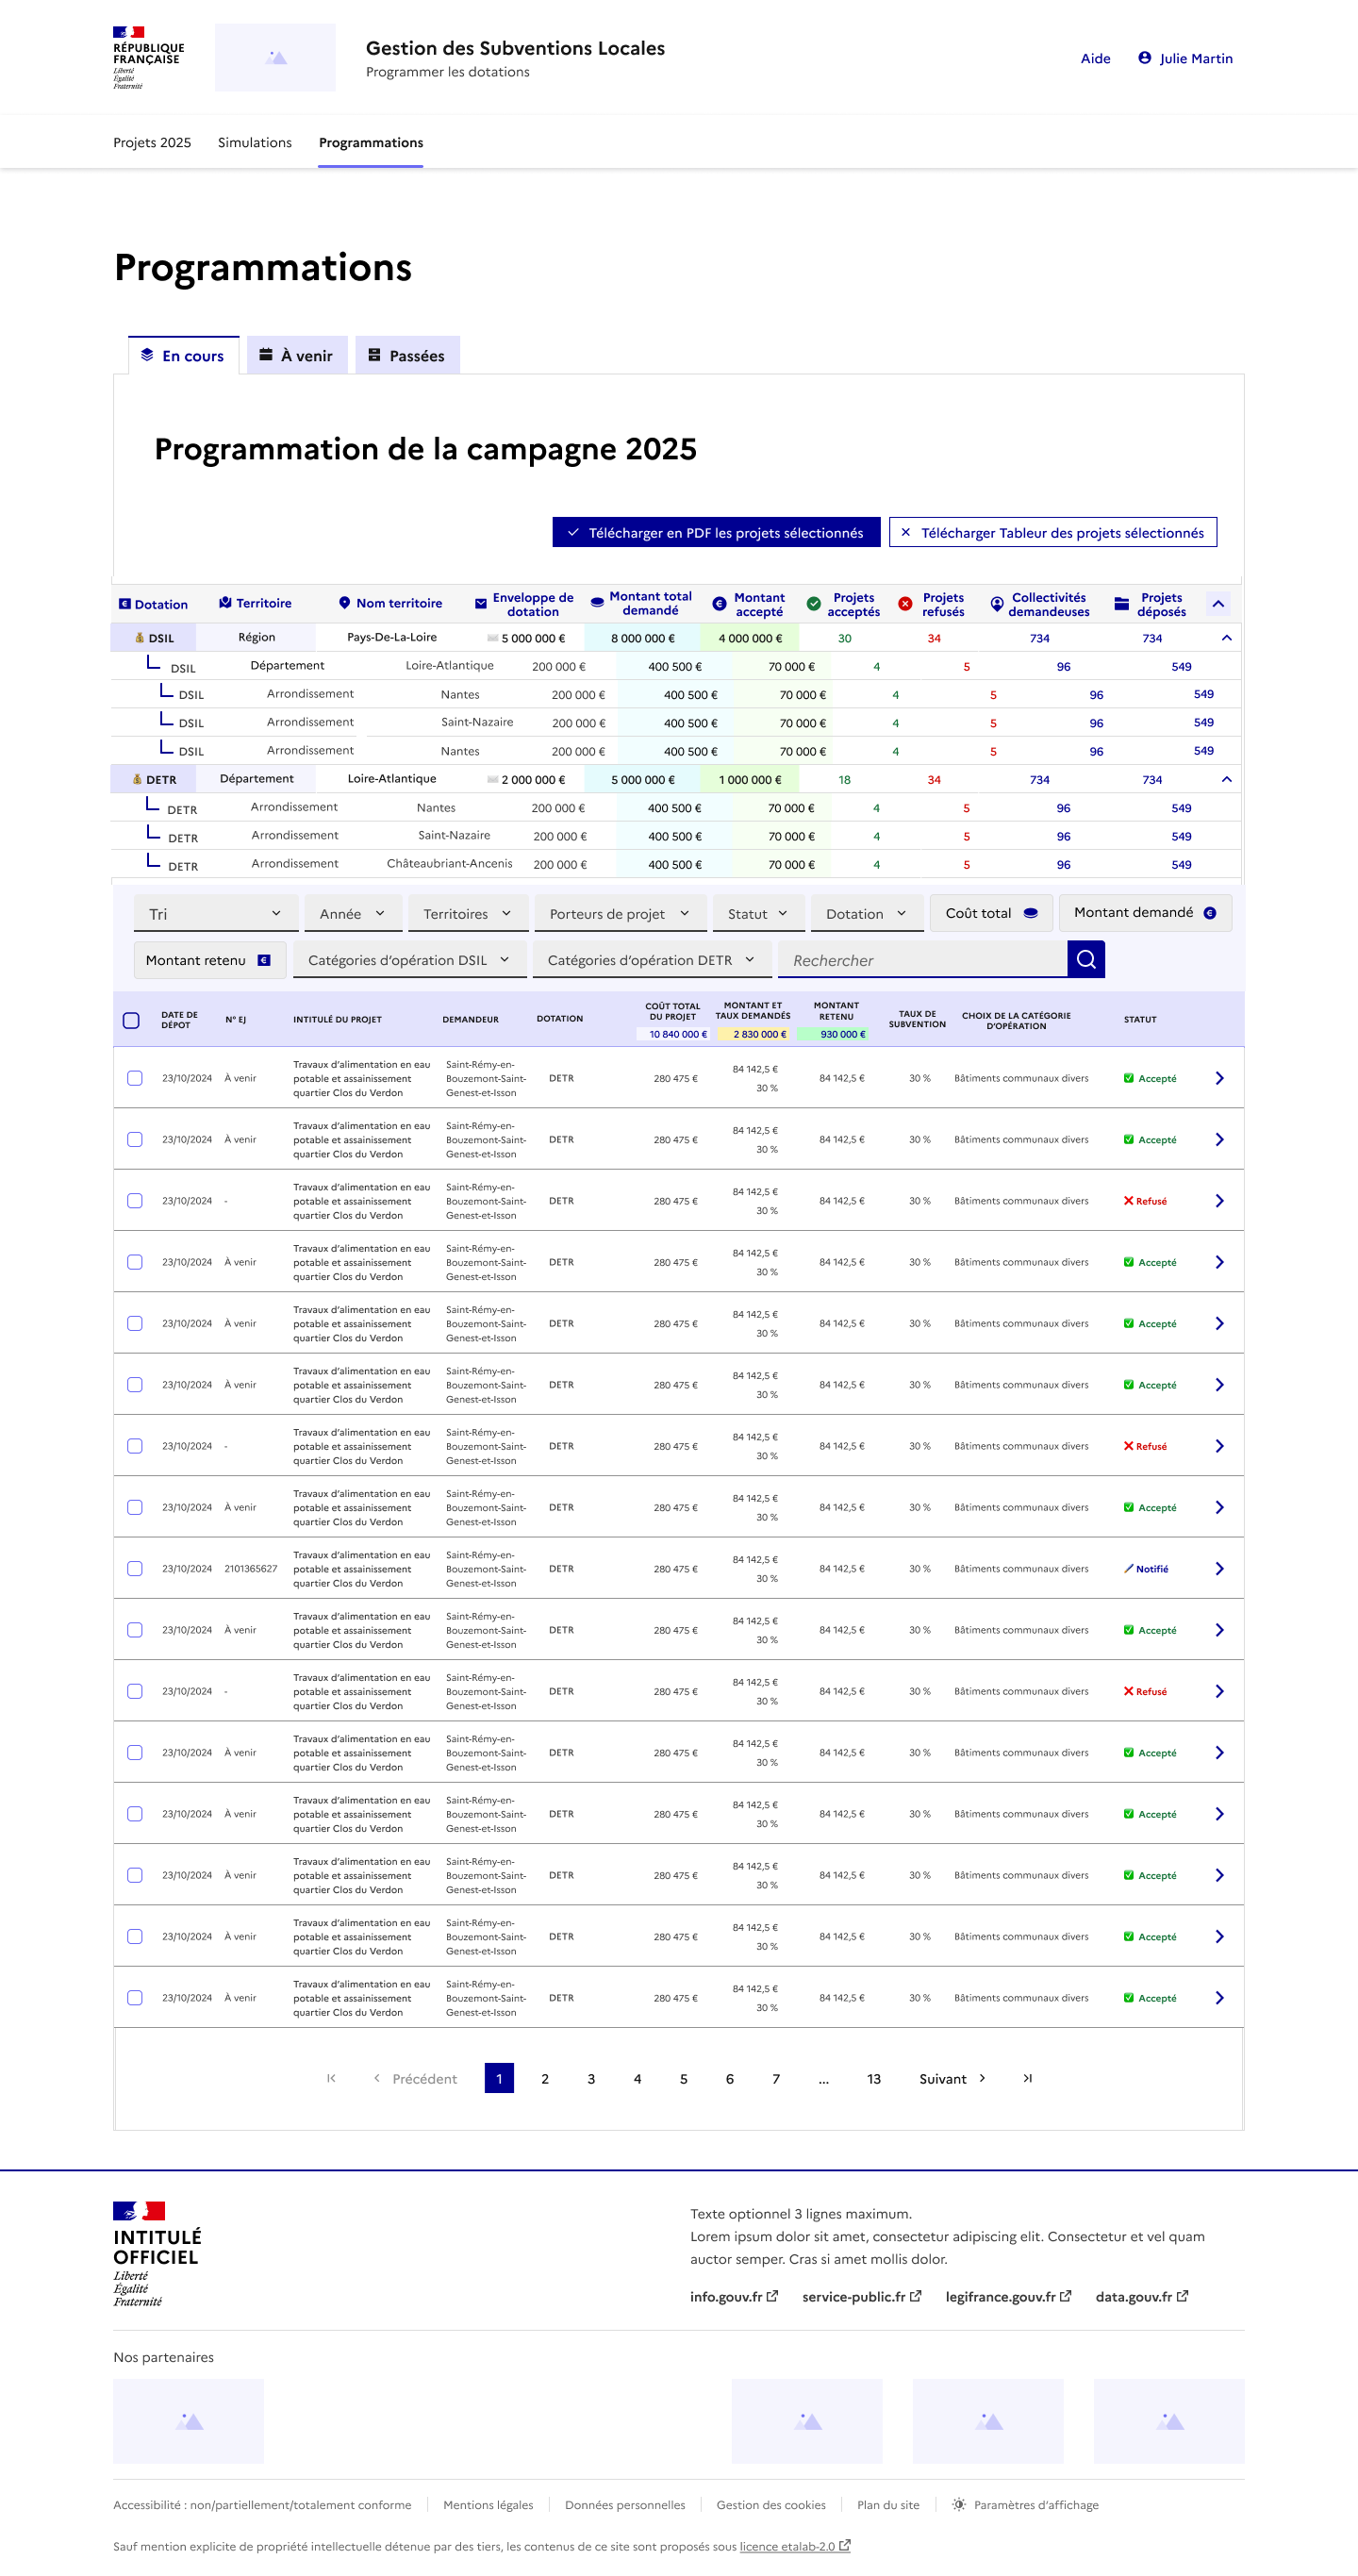 RÉPUBLIQUE
FRANÇAISE
Liberté
Égalité
Fraternité
Gestion des Subventions Locales
Programmer les dotations
Aide
Julie Martin
Projets 2025 Simulations Programmations
Programmations
En cours À venir Passées
Programmation de la campagne 2025
Télécharger en PDF les projets sélectionnés Télécharger Tableur des projets sélectionnés
Dotation Territoire Nom territoire Enveloppe de dotation Montant total demandé Montant accepté Projets acceptés Projets refusés Collectivités demandeuses Projets déposés
DSIL Région Pays-De-La-Loire 5 000 000 € 8 000 000 € 4 000 000 € 30 34 734 734
DSIL Département Loire-Atlantique 200 000 € 400 500 € 70 000 € 4 5 96 549
DSIL Arrondissement Nantes 200 000 € 400 500 € 70 000 € 4 5 96 549
DSIL Arrondissement Saint-Nazaire 200 000 € 400 500 € 70 000 € 4 5 96 549
DSIL Arrondissement Nantes 200 000 € 400 500 € 70 000 € 4 5 96 549
DETR Département Loire-Atlantique 2 000 000 € 5 000 000 € 1 000 000 € 18 34 734 734
DETR Arrondissement Nantes 200 000 € 400 500 € 70 000 € 4 5 96 549
DETR Arrondissement Saint-Nazaire 200 000 € 400 500 € 70 000 € 4 5 96 549
DETR Arrondissement Châteaubriant-Ancenis 200 000 € 400 500 € 70 000 € 4 5 96 549
Tri Année Territoires Porteurs de projet Statut Dotation Coût total Montant demandé
Montant retenu Catégories d'opération DSIL Catégories d'opération DETR Rechercher
DATE DE DÉPOT N° EJ INTITULÉ DU PROJET DEMANDEUR DOTATION COÛT TOTAL DU PROJET MONTANT ET TAUX DEMANDÉS MONTANT RETENU TAUX DE SUBVENTION CHOIX DE LA CATÉGORIE D'OPÉRATION STATUT
10 840 000 € 2 830 000 € 930 000 €
23/10/2024 À venir Travaux d'alimentation en eau potable et assainissement quartier Clos du Verdon Saint-Rémy-en-Bouzemont-Saint-Genest-et-Isson DETR 280 475 € 84 142,5 € 30 % 84 142,5 € 30 % Bâtiments communaux divers Accepté
23/10/2024 À venir Travaux d'alimentation en eau potable et assainissement quartier Clos du Verdon Saint-Rémy-en-Bouzemont-Saint-Genest-et-Isson DETR 280 475 € 84 142,5 € 30 % 84 142,5 € 30 % Bâtiments communaux divers Accepté
23/10/2024 - Travaux d'alimentation en eau potable et assainissement quartier Clos du Verdon Saint-Rémy-en-Bouzemont-Saint-Genest-et-Isson DETR 280 475 € 84 142,5 € 30 % 84 142,5 € 30 % Bâtiments communaux divers Refusé
23/10/2024 À venir Travaux d'alimentation en eau potable et assainissement quartier Clos du Verdon Saint-Rémy-en-Bouzemont-Saint-Genest-et-Isson DETR 280 475 € 84 142,5 € 30 % 84 142,5 € 30 % Bâtiments communaux divers Accepté
23/10/2024 À venir Travaux d'alimentation en eau potable et assainissement quartier Clos du Verdon Saint-Rémy-en-Bouzemont-Saint-Genest-et-Isson DETR 280 475 € 84 142,5 € 30 % 84 142,5 € 30 % Bâtiments communaux divers Accepté
23/10/2024 À venir Travaux d'alimentation en eau potable et assainissement quartier Clos du Verdon Saint-Rémy-en-Bouzemont-Saint-Genest-et-Isson DETR 280 475 € 84 142,5 € 30 % 84 142,5 € 30 % Bâtiments communaux divers Accepté
23/10/2024 - Travaux d'alimentation en eau potable et assainissement quartier Clos du Verdon Saint-Rémy-en-Bouzemont-Saint-Genest-et-Isson DETR 280 475 € 84 142,5 € 30 % 84 142,5 € 30 % Bâtiments communaux divers Refusé
23/10/2024 À venir Travaux d'alimentation en eau potable et assainissement quartier Clos du Verdon Saint-Rémy-en-Bouzemont-Saint-Genest-et-Isson DETR 280 475 € 84 142,5 € 30 % 84 142,5 € 30 % Bâtiments communaux divers Accepté
23/10/2024 2101365627 Travaux d'alimentation en eau potable et assainissement quartier Clos du Verdon Saint-Rémy-en-Bouzemont-Saint-Genest-et-Isson DETR 280 475 € 84 142,5 € 30 % 84 142,5 € 30 % Bâtiments communaux divers Notifié
23/10/2024 À venir Travaux d'alimentation en eau potable et assainissement quartier Clos du Verdon Saint-Rémy-en-Bouzemont-Saint-Genest-et-Isson DETR 280 475 € 84 142,5 € 30 % 84 142,5 € 30 % Bâtiments communaux divers Accepté
23/10/2024 - Travaux d'alimentation en eau potable et assainissement quartier Clos du Verdon Saint-Rémy-en-Bouzemont-Saint-Genest-et-Isson DETR 280 475 € 84 142,5 € 30 % 84 142,5 € 30 % Bâtiments communaux divers Refusé
23/10/2024 À venir Travaux d'alimentation en eau potable et assainissement quartier Clos du Verdon Saint-Rémy-en-Bouzemont-Saint-Genest-et-Isson DETR 280 475 € 84 142,5 € 30 % 84 142,5 € 30 % Bâtiments communaux divers Accepté
23/10/2024 À venir Travaux d'alimentation en eau potable et assainissement quartier Clos du Verdon Saint-Rémy-en-Bouzemont-Saint-Genest-et-Isson DETR 280 475 € 84 142,5 € 30 % 84 142,5 € 30 % Bâtiments communaux divers Accepté
23/10/2024 À venir Travaux d'alimentation en eau potable et assainissement quartier Clos du Verdon Saint-Rémy-en-Bouzemont-Saint-Genest-et-Isson DETR 280 475 € 84 142,5 € 30 % 84 142,5 € 30 % Bâtiments communaux divers Accepté
23/10/2024 À venir Travaux d'alimentation en eau potable et assainissement quartier Clos du Verdon Saint-Rémy-en-Bouzemont-Saint-Genest-et-Isson DETR 280 475 € 84 142,5 € 30 % 84 142,5 € 30 % Bâtiments communaux divers Accepté
23/10/2024 À venir Travaux d'alimentation en eau potable et assainissement quartier Clos du Verdon Saint-Rémy-en-Bouzemont-Saint-Genest-et-Isson DETR 280 475 € 84 142,5 € 30 % 84 142,5 € 30 % Bâtiments communaux divers Accepté
Précédent 1 2 3 4 5 6 7 ... 13 Suivant
INTITULÉ
OFFICIEL
Liberté
Égalité
Fraternité
Texte optionnel 3 lignes maximum.
Lorem ipsum dolor sit amet, consectetur adipiscing elit. Consectetur et vel quam
auctor semper. Cras si amet mollis dolor.
info.gouv.fr service-public.fr legifrance.gouv.fr data.gouv.fr
Nos partenaires
Accessibilité : non/partiellement/totalement conforme Mentions légales Données personnelles Gestion des cookies Plan du site Paramètres d'affichage
Sauf mention explicite de propriété intellectuelle détenue par des tiers, les contenus de ce site sont proposés sous licence etalab-2.0